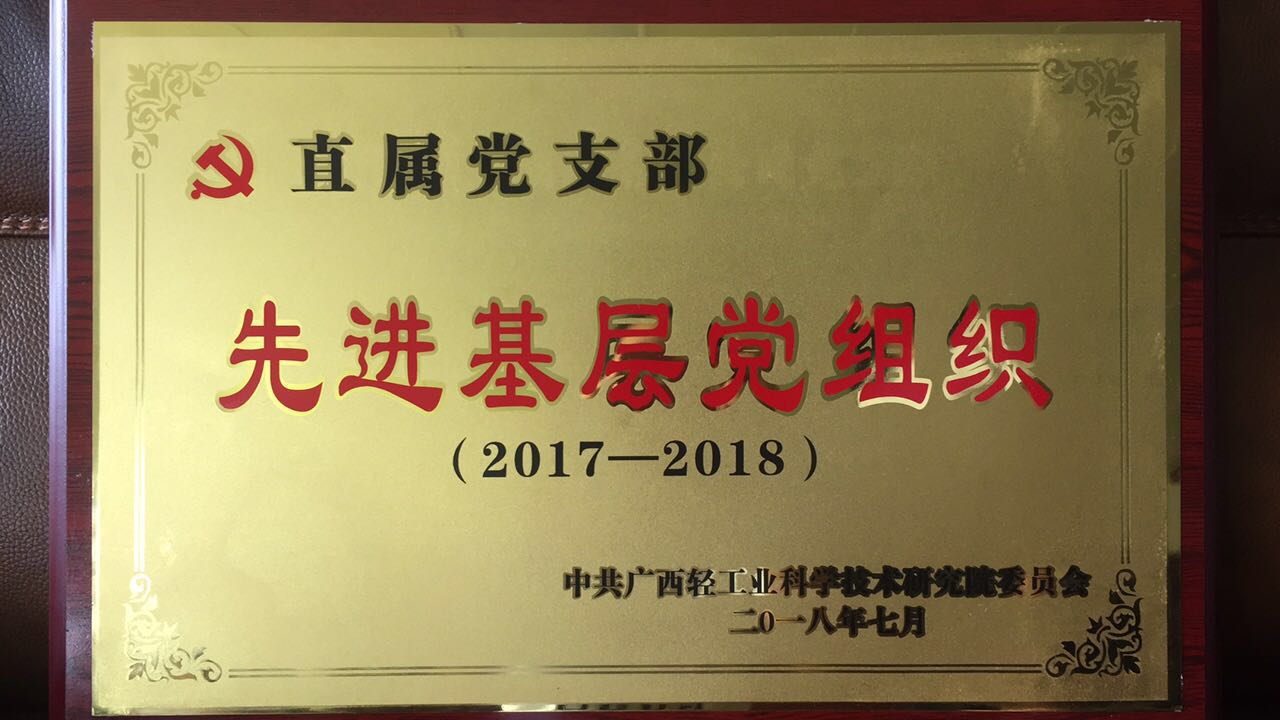 直属党支部
先进基层党组织
（2017—2018）
中共广西轻工业科学技术研究院委员会
二0一八年七月